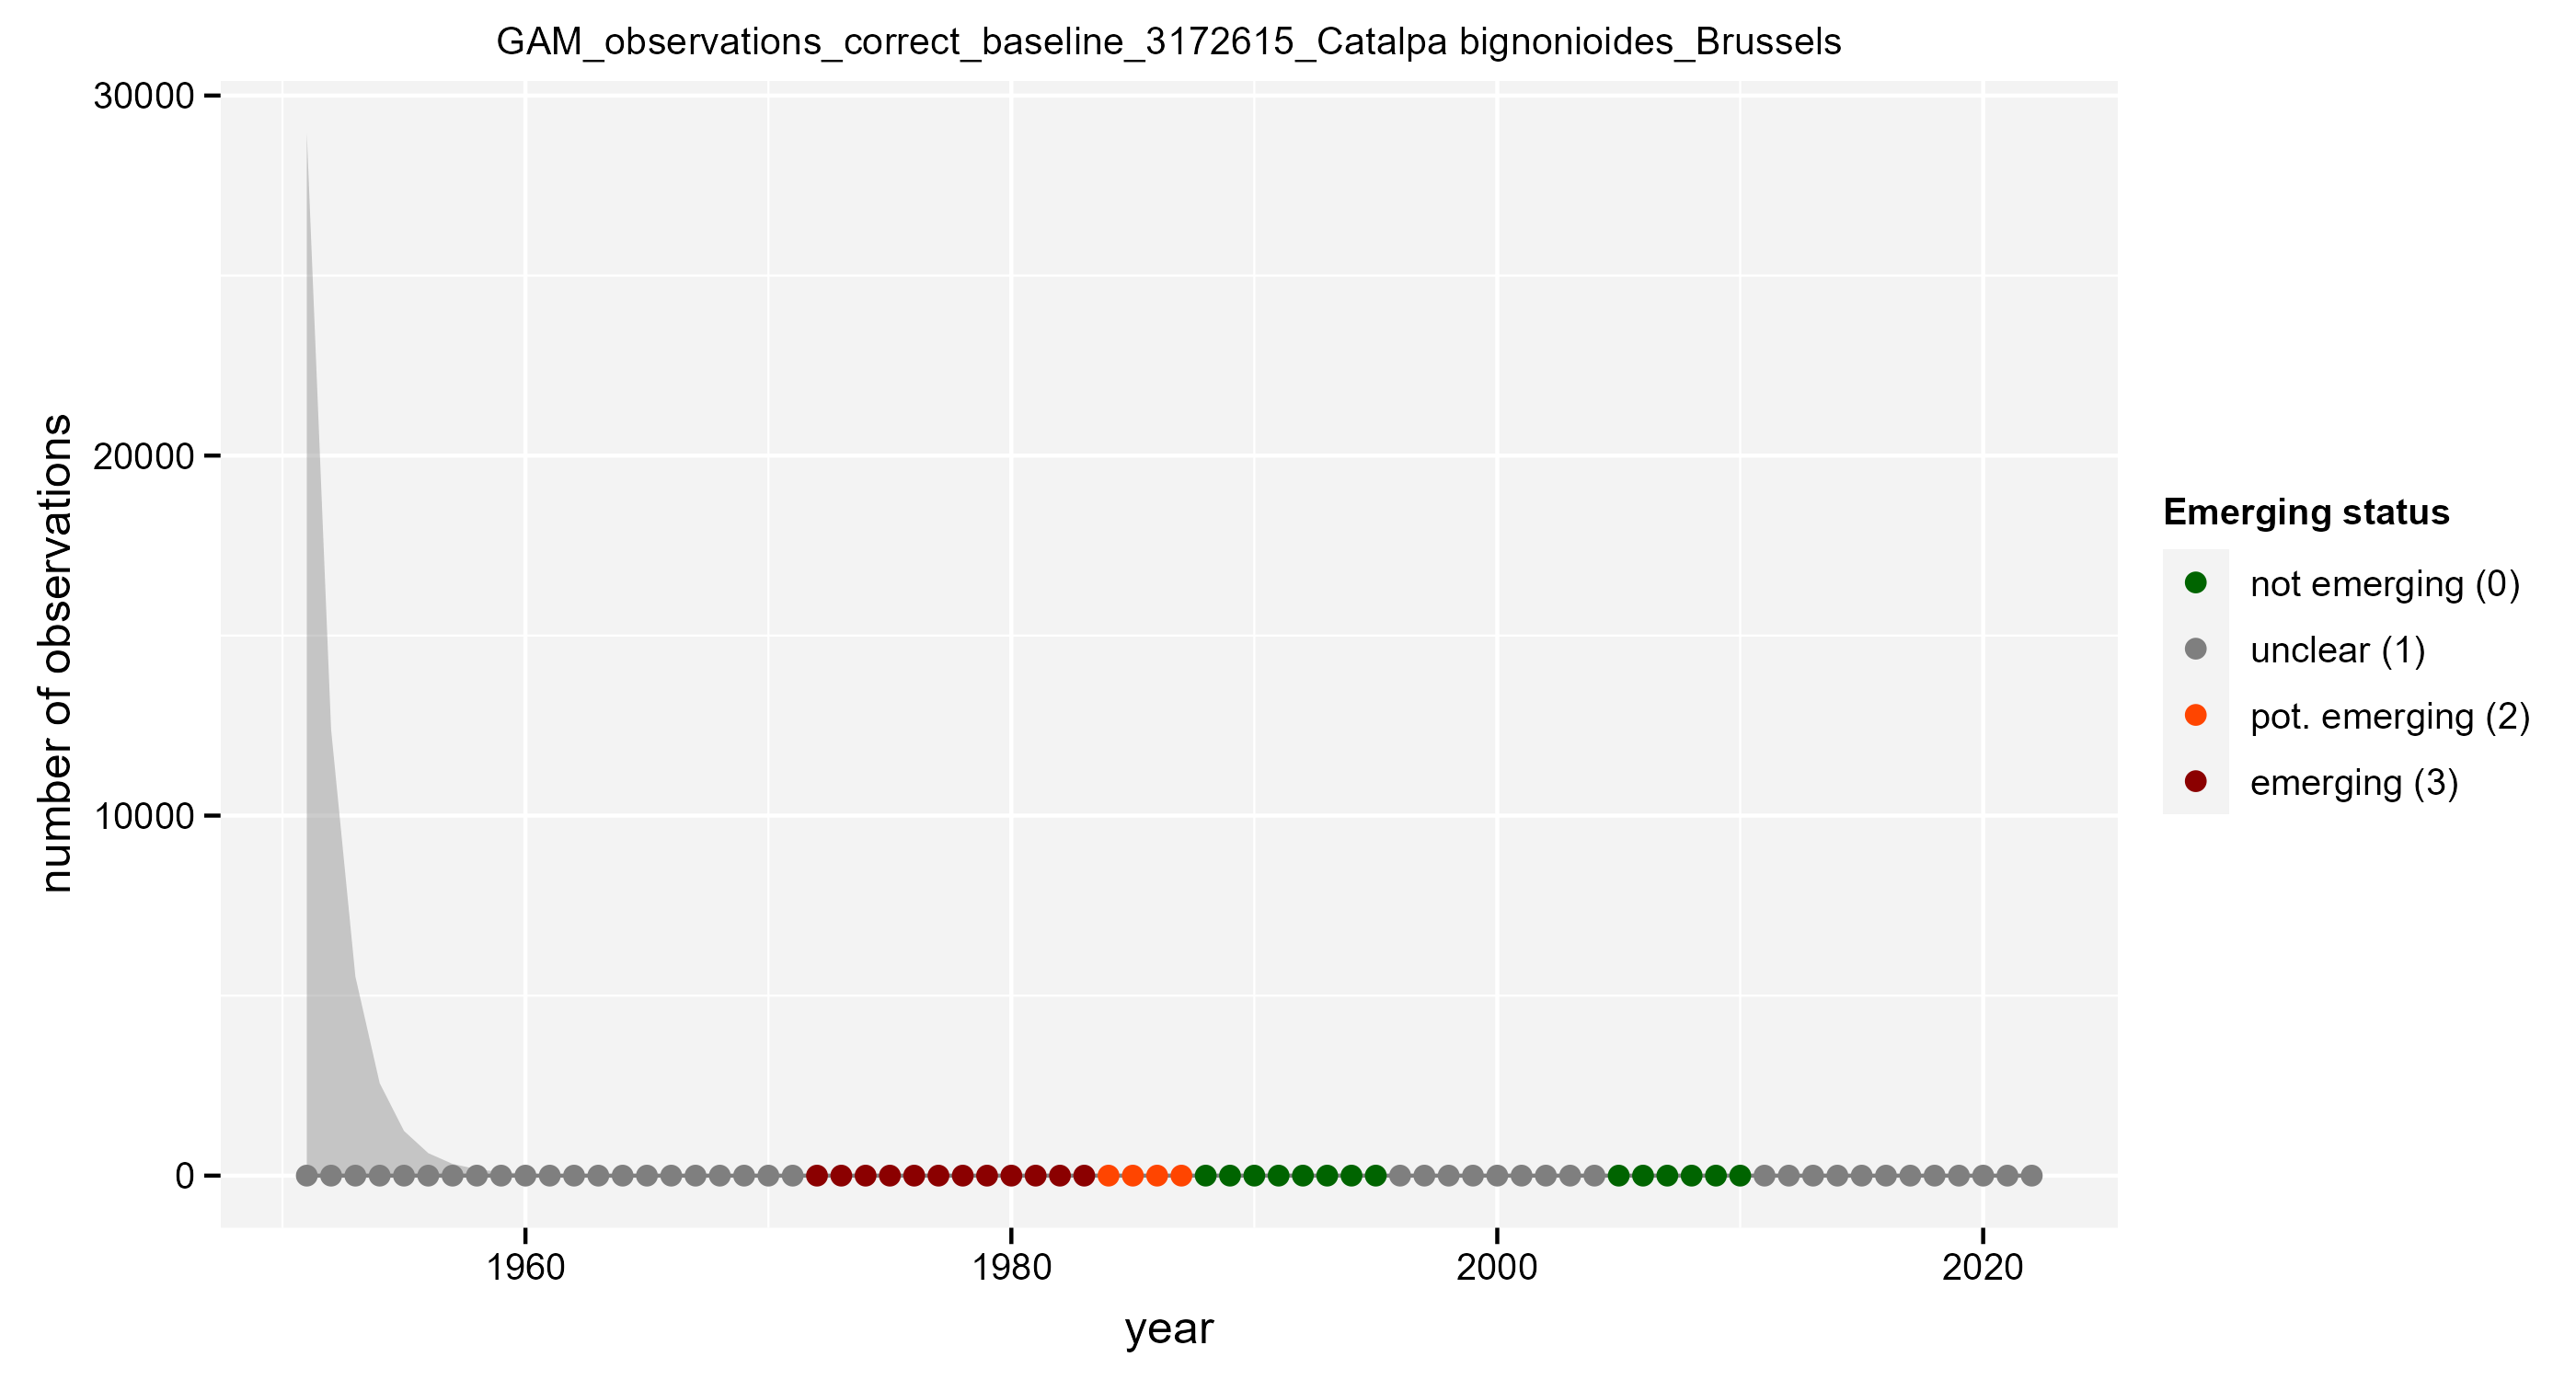 GAM_observations_correct_baseline_3172615_Catalpa bignonioides_Brussels
number of observations
30000
20000
10000
0
1960
1980
2000
2020
year
Emerging status
not emerging (0)
unclear (1)
pot. emerging (2)
emerging (3)